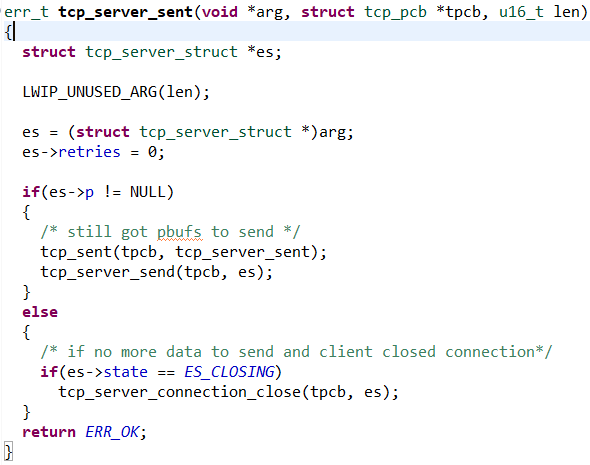 err_t tcp_server_sent(void *arg, struct tcp_pcb *tpcb, u16_t len)
{
  struct tcp_server_struct *es;

  LWIP_UNUSED_ARG(len);

  es = (struct tcp_server_struct *)arg;
  es->retries = 0;

  if(es->p != NULL)
  {
    /* still got pbufs to send */
    tcp_sent(tpcb, tcp_server_sent);
    tcp_server_send(tpcb, es);
  }
  else
  {
    /* if no more data to send and client closed connection*/
    if(es->state == ES_CLOSING)
      tcp_server_connection_close(tpcb, es);
  }
  return ERR_OK;
}